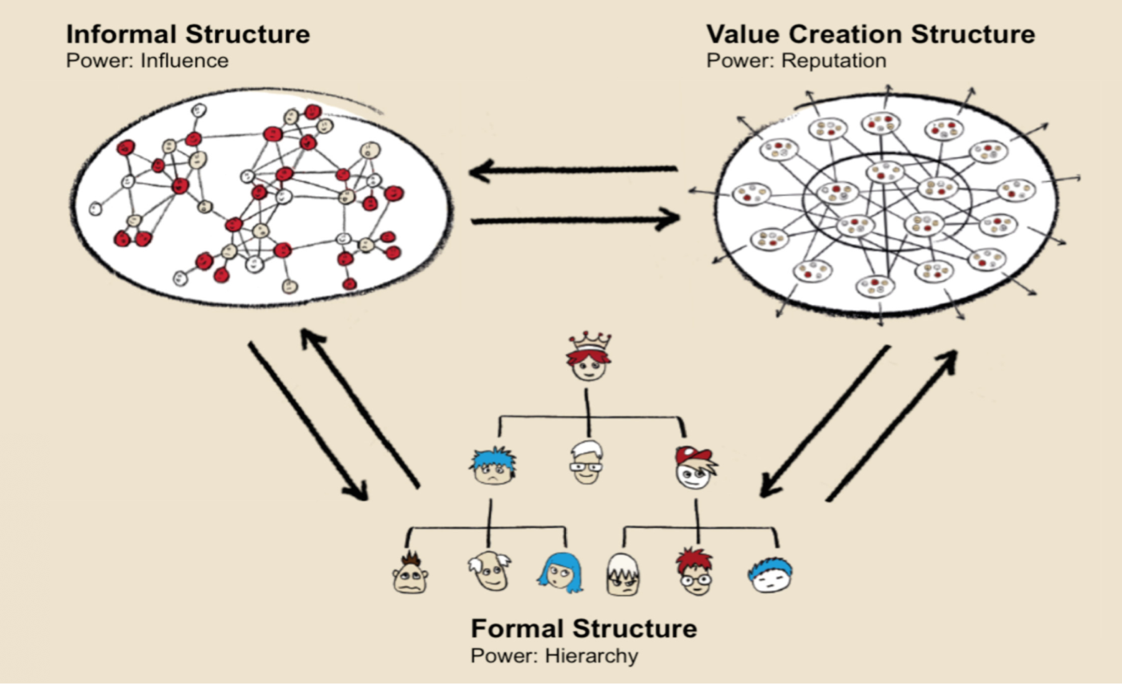 Informal Structure
Power: Influence
Value Creation Structure
Power: Reputation
Formal Structure
Power: Hierarchy